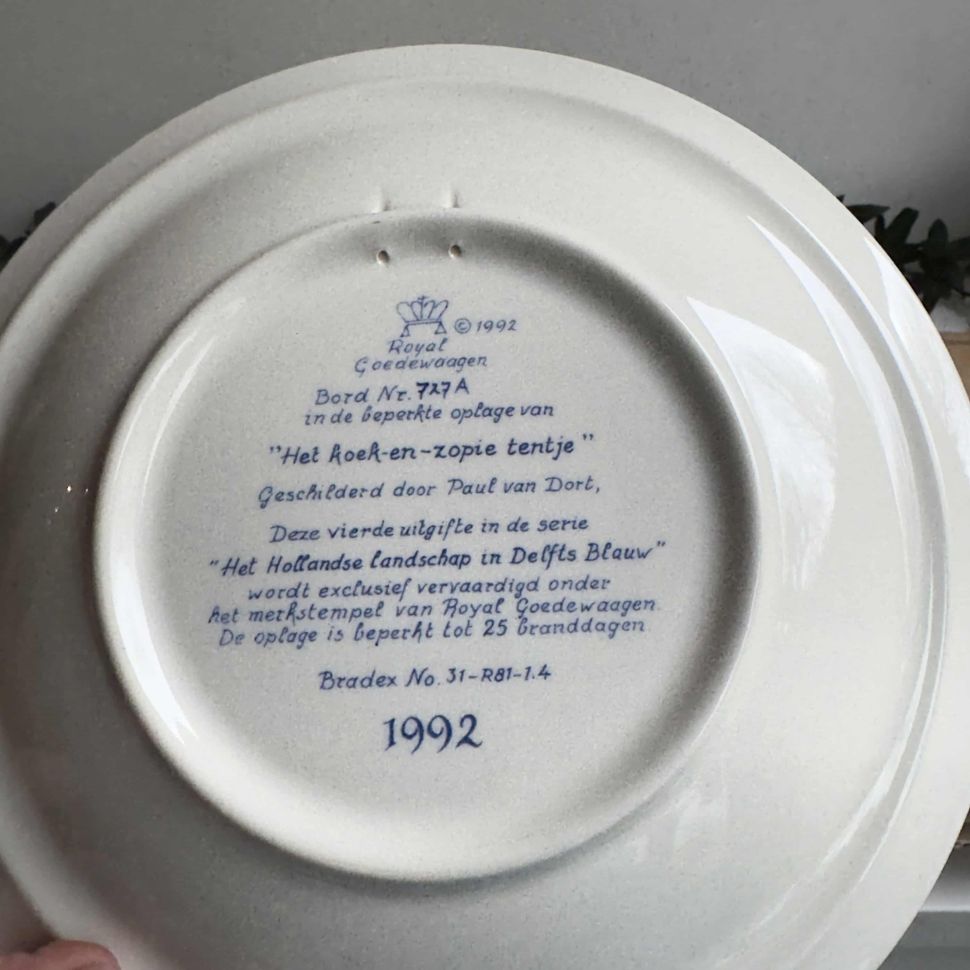 © 1992
Royal
Goedewaagen
Bord Nr. 727A
in de beperkte oplage van
"Het koek-en-zopie tentje"
Geschilderd door Paul van Dort,
Deze vierde uitgifte in de serie
"Het Hollandse landschap in Delfts Blauw"
wordt exclusief vervaardigd onder
het merkstempel van Royal Goedewaagen.
De oplage is beperkt tot 25 branddagen.
Bradex No. 31-R81-1.4
1992